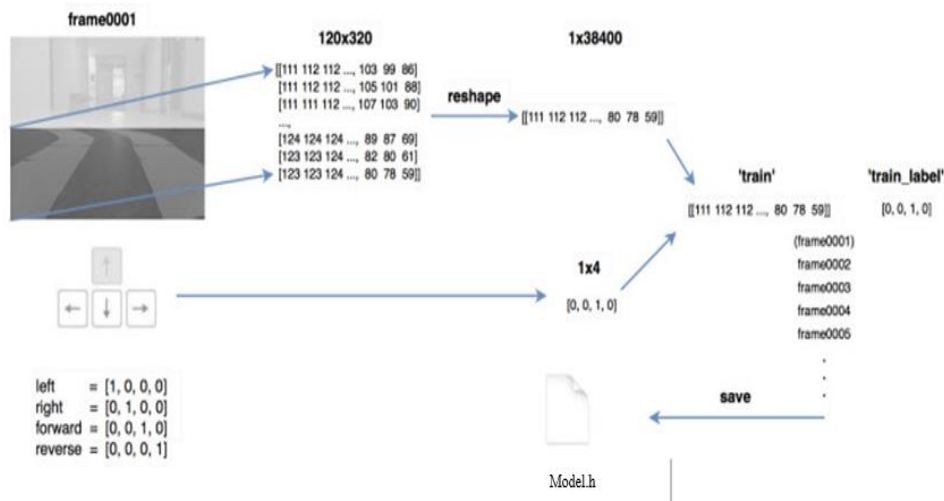 frame0001
120x320
1x38400
[[111 112 112 ..., 103 99 86]
[111 112 112 ..., 105 101 88]
[111 111 112 ..., 107 103 90]
...,
[124 124 124 ..., 89 87 69]
[123 123 124 ..., 82 80 61]
[123 123 124 ..., 80 78 59]]
reshape
[[111 112 112 ..., 80 78 59]]
'train'
'train_label'
[[111 112 112 ..., 80 78 59]]
[0, 0, 1, 0]
(frame0001)
frame0002
frame0003
frame0004
frame0005
.
.
.
1x4
[0, 0, 1, 0]
left = [1, 0, 0, 0]
right = [0, 1, 0, 0]
forward = [0, 0, 1, 0]
reverse = [0, 0, 0, 1]
save
Model.h